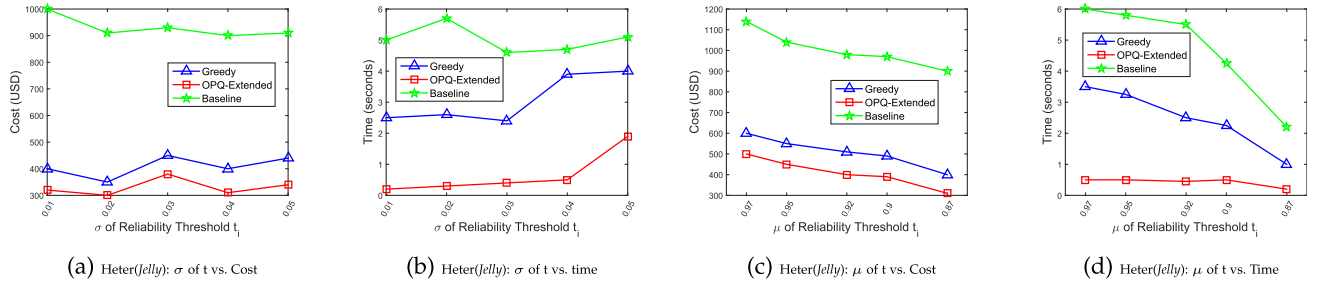 1000
900
800
700
600
500
400
300
Cost (USD)
Greedy
OPQ-Extended
Baseline
0.01
0.02
0.03
0.04
0.05
σ of Reliability Threshold t_i
(a) Heter(Jelly): σ of t vs. Cost
6
5
4
3
2
1
0
Time (seconds)
Greedy
OPQ-Extended
Baseline
0.01
0.02
0.03
0.04
0.05
σ of Reliability Threshold t_i
(b) Heter(Jelly): σ of t vs. time
1200
1100
1000
900
800
700
600
500
400
300
Cost (USD)
Greedy
OPQ-Extended
Baseline
0.97
0.95
0.92
0.9
0.87
μ of Reliability Threshold t_i
(c) Heter(Jelly): μ of t vs. Cost
6
5
4
3
2
1
0
Time (seconds)
Greedy
OPQ-Extended
Baseline
0.97
0.95
0.92
0.9
0.87
μ of Reliability Threshold t_i
(d) Heter(Jelly): μ of t vs. Time